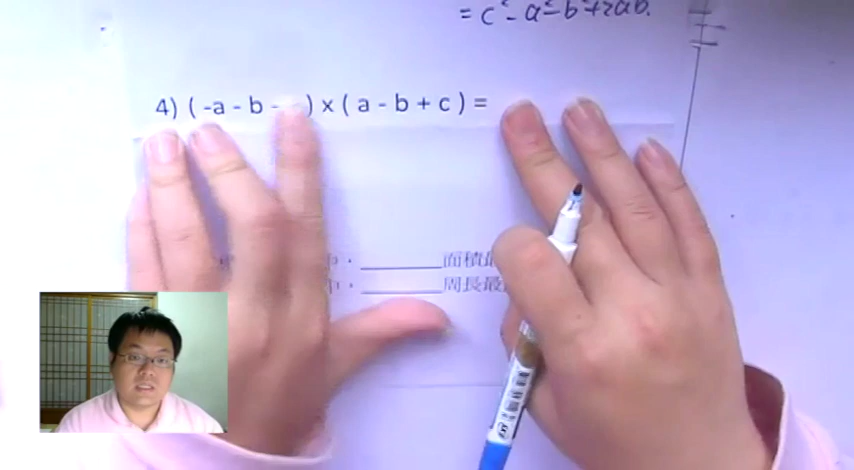 = c² - a² - b² + 2ab.
4) ( -a - b - ) x ( a - b + c ) =
面積
周長最